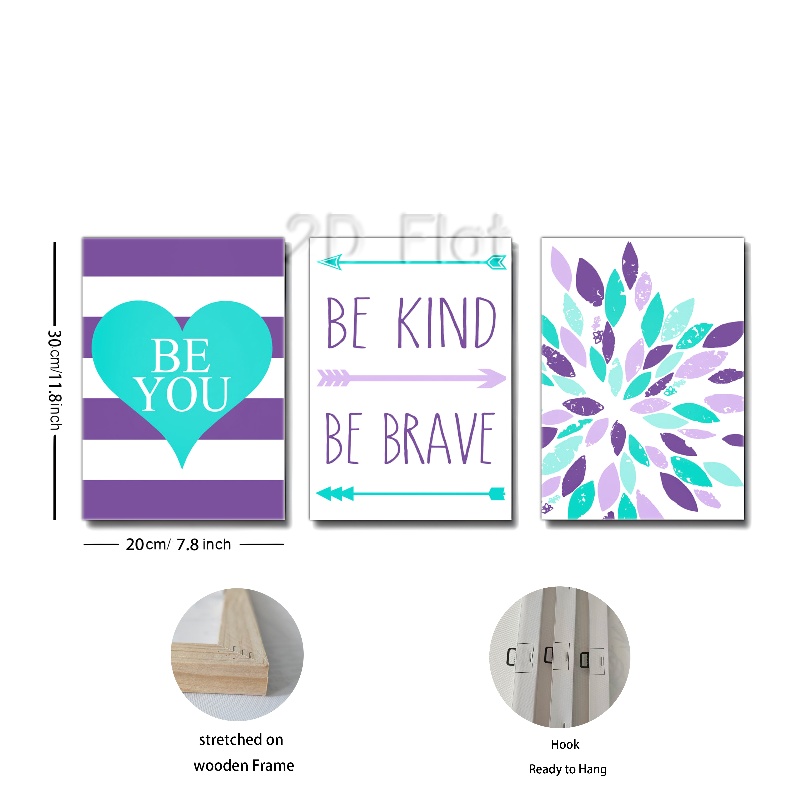 2D Flat
BE
YOU
BE KIND
BE BRAVE
30cm/11.8inch
20cm/ 7.8 inch
stretched on
wooden Frame
Hook
Ready to Hang